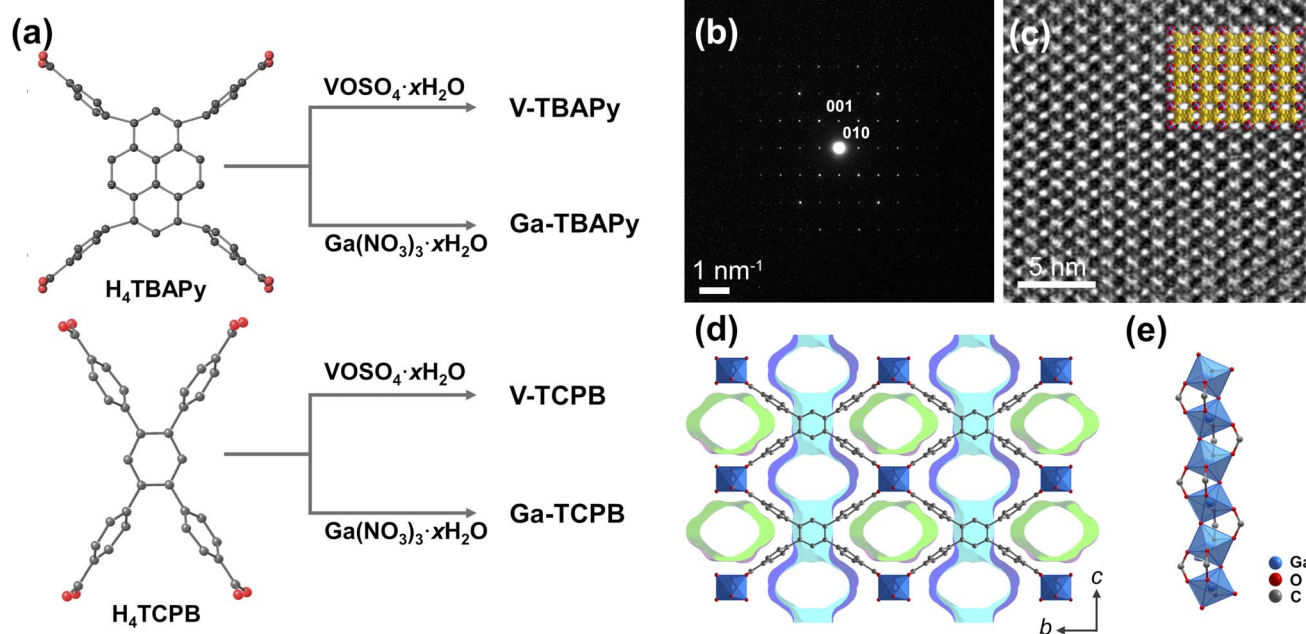 (a)
VOSO₄·xH₂O
V-TBAPy
Ga(NO₃)₃·xH₂O
Ga-TBAPy
H₄TBAPy
VOSO₄·xH₂O
V-TCPB
Ga(NO₃)₃·xH₂O
Ga-TCPB
H₄TCPB
(b)
001
010
1 nm⁻¹
(c)
5 nm
(d)
c
b
(e)
Ga
O
C